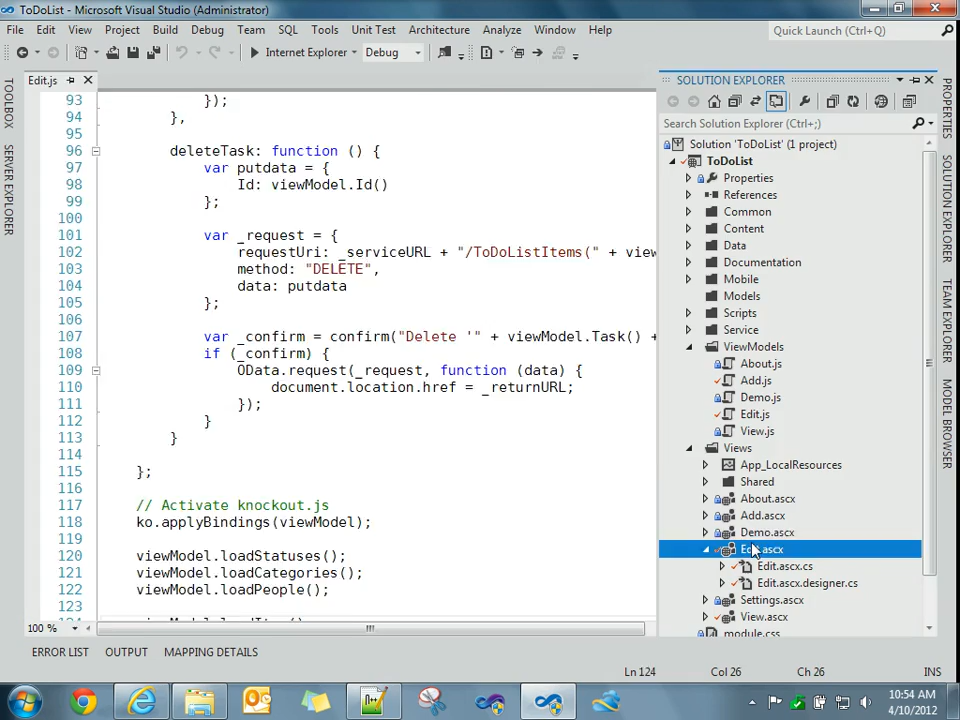 ToDoList - Microsoft Visual Studio (Administrator)
File Edit View Project Build Debug Team SQL Tools Unit Test Architecture Analyze Window Help
Quick Launch (Ctrl+Q)
Internet Explorer Debug
Edit.js
TOOLBOX
SERVER EXPLORER
93 });
94 },
95
96 deleteTask: function () {
97 var putdata = {
98 Id: viewModel.Id()
99 };
100
101 var _request = {
102 requestUri: _serviceURL + "/ToDoListItems(" + view
103 method: "DELETE",
104 data: putdata
105 };
106
107 var _confirm = confirm("Delete '" + viewModel.Task() +
108 if (_confirm) {
109 OData.request(_request, function (data) {
110 document.location.href = _returnURL;
111 });
112 }
113 }
114
115 };
116
117 // Activate knockout.js
118 ko.applyBindings(viewModel);
119
120 viewModel.loadStatuses();
121 viewModel.loadCategories();
122 viewModel.loadPeople();
123
100 %
SOLUTION EXPLORER
Search Solution Explorer (Ctrl+;)
Solution 'ToDoList' (1 project)
ToDoList
Properties
References
Common
Content
Data
Documentation
Mobile
Models
Scripts
Service
ViewModels
About.js
Add.js
Demo.js
Edit.js
View.js
Views
App_LocalResources
Shared
About.ascx
Add.ascx
Demo.ascx
Edit.ascx
Edit.ascx.cs
Edit.ascx.designer.cs
Settings.ascx
View.ascx
module.css
PROPERTIES
SOLUTION EXPLORER
TEAM EXPLORER
MODEL BROWSER
ERROR LIST OUTPUT MAPPING DETAILS
Ln 124 Col 26 Ch 26 INS
10:54 AM
4/10/2012